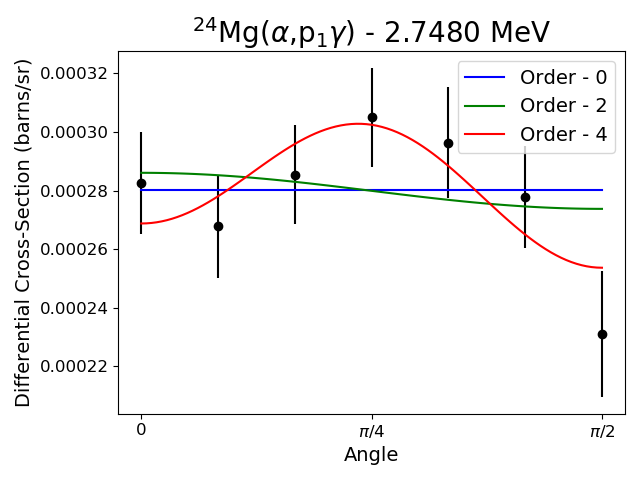 ²⁴Mg(α,p₁γ) - 2.7480 MeV
Differential Cross-Section (barns/sr)
0.00032
0.00030
0.00028
0.00026
0.00024
0.00022
Order - 0
Order - 2
Order - 4
0
π/4
π/2
Angle